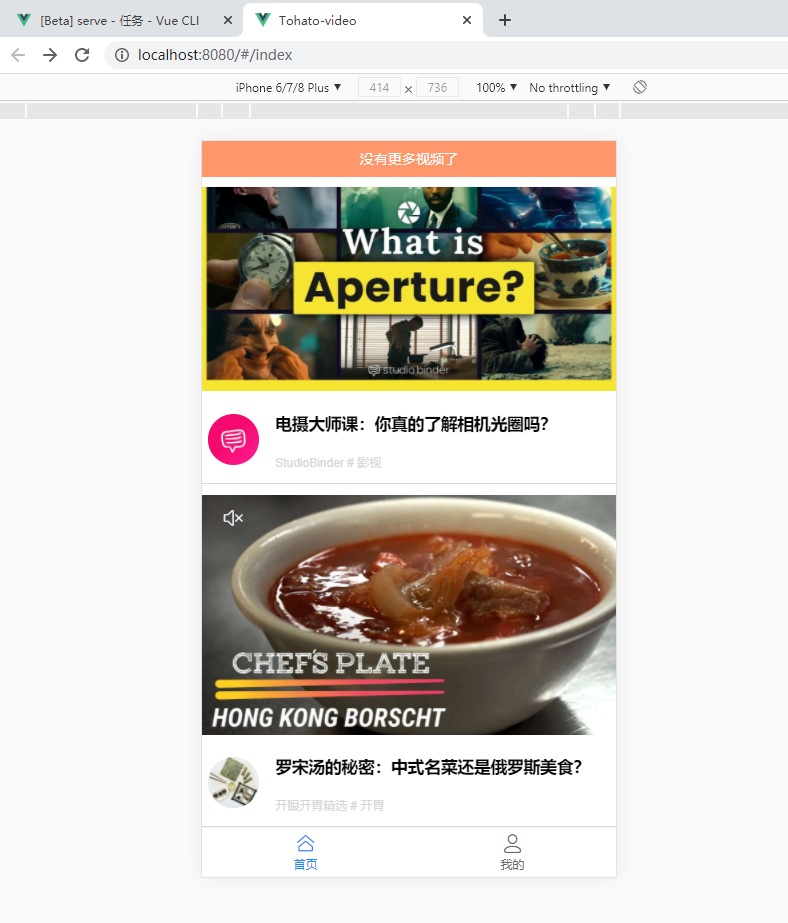 [Beta] serve - 任务 - Vue CLI
Tohato-video
localhost:8080/#/index
iPhone 6/7/8 Plus ▼ 414 × 736 100% ▼ No throttling ▼
没有更多视频了
What is
Aperture?
studiobinder
电摄大师课：你真的了解相机光圈吗？
StudioBinder # 影视
CHEF'S PLATE
HONG KONG BORSCHT
罗宋汤的秘密：中式名菜还是俄罗斯美食？
开眼开胃精选 # 开胃
首页
我的